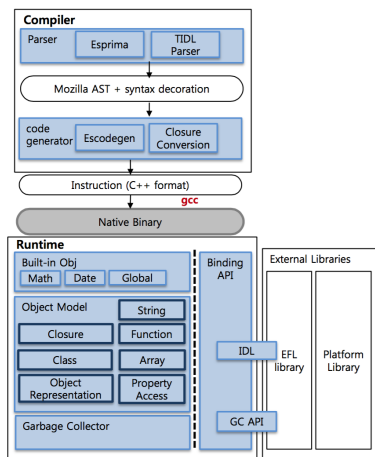 Compiler
Parser
Esprima
TIDL
Parser
Mozilla AST + syntax decoration
code
generator
Escodegen
Closure
Conversion
Instruction (C++ format)
gcc
Native Binary
Runtime
Built-in Obj
Math
Date
Global
Binding
API
External Libraries
Object Model
String
Closure
Function
Class
Array
Object
Representation
Property
Access
IDL
EFL
library
Platform
Library
Garbage Collector
GC API